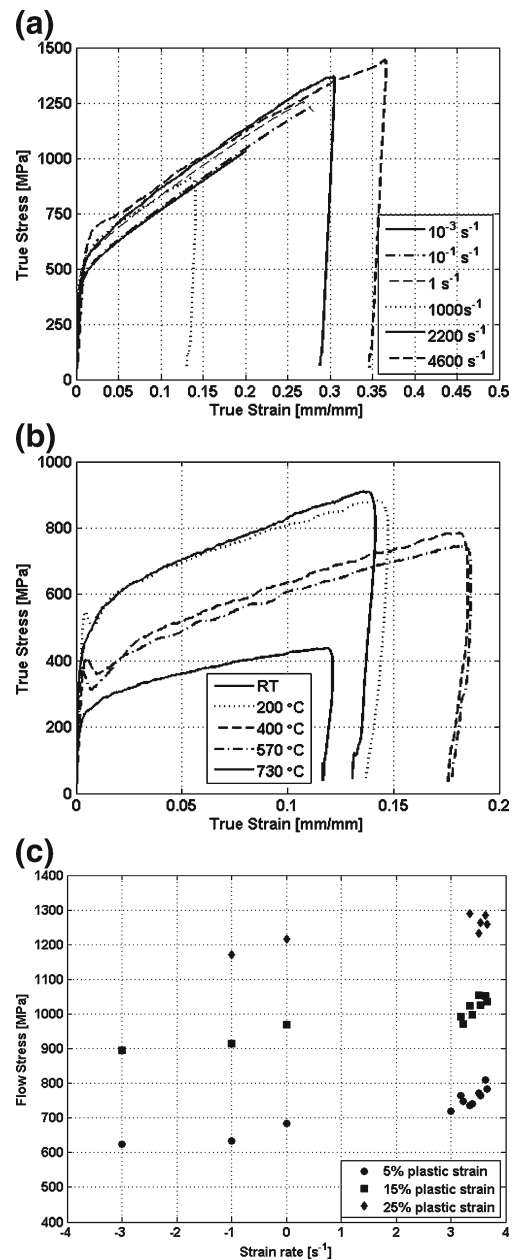 (a)
1500
1250
1000
750
500
250
0
True Stress [MPa]
10⁻³ s⁻¹
10⁻¹ s⁻¹
1 s⁻¹
1000s⁻¹
2200 s⁻¹
4600 s⁻¹
0 0.05 0.1 0.15 0.2 0.25 0.3 0.35 0.4 0.45 0.5
True Strain [mm/mm]
(b)
1000
800
600
400
200
0
True Stress [MPa]
RT
200 °C
400 °C
570 °C
730 °C
0 0.05 0.1 0.15 0.2
True Strain [mm/mm]
(c)
1400
1300
1200
1100
1000
900
800
700
600
500
400
Flow Stress [MPa]
5% plastic strain
15% plastic strain
25% plastic strain
-4 -3 -2 -1 0 1 2 3 4
Strain rate [s⁻¹]